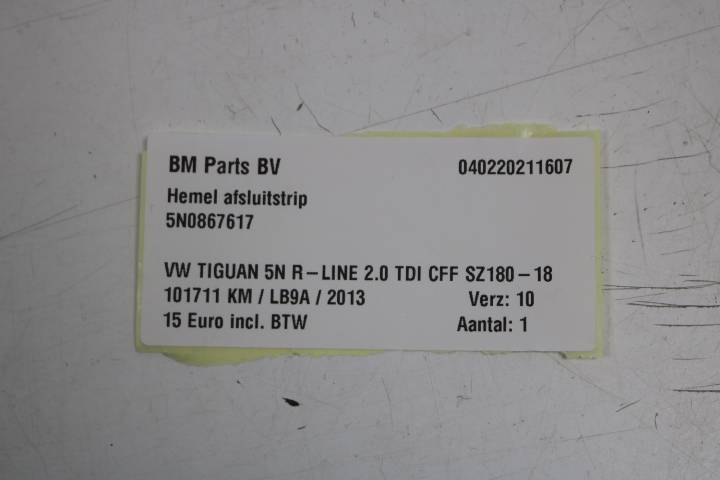 BM Parts BV 040220211607
Hemel afsluitstrip
5N0867617
VW TIGUAN 5N R-LINE 2.0 TDI CFF SZ180-18
101711 KM / LB9A / 2013 Verz: 10
15 Euro incl. BTW Aantal: 1